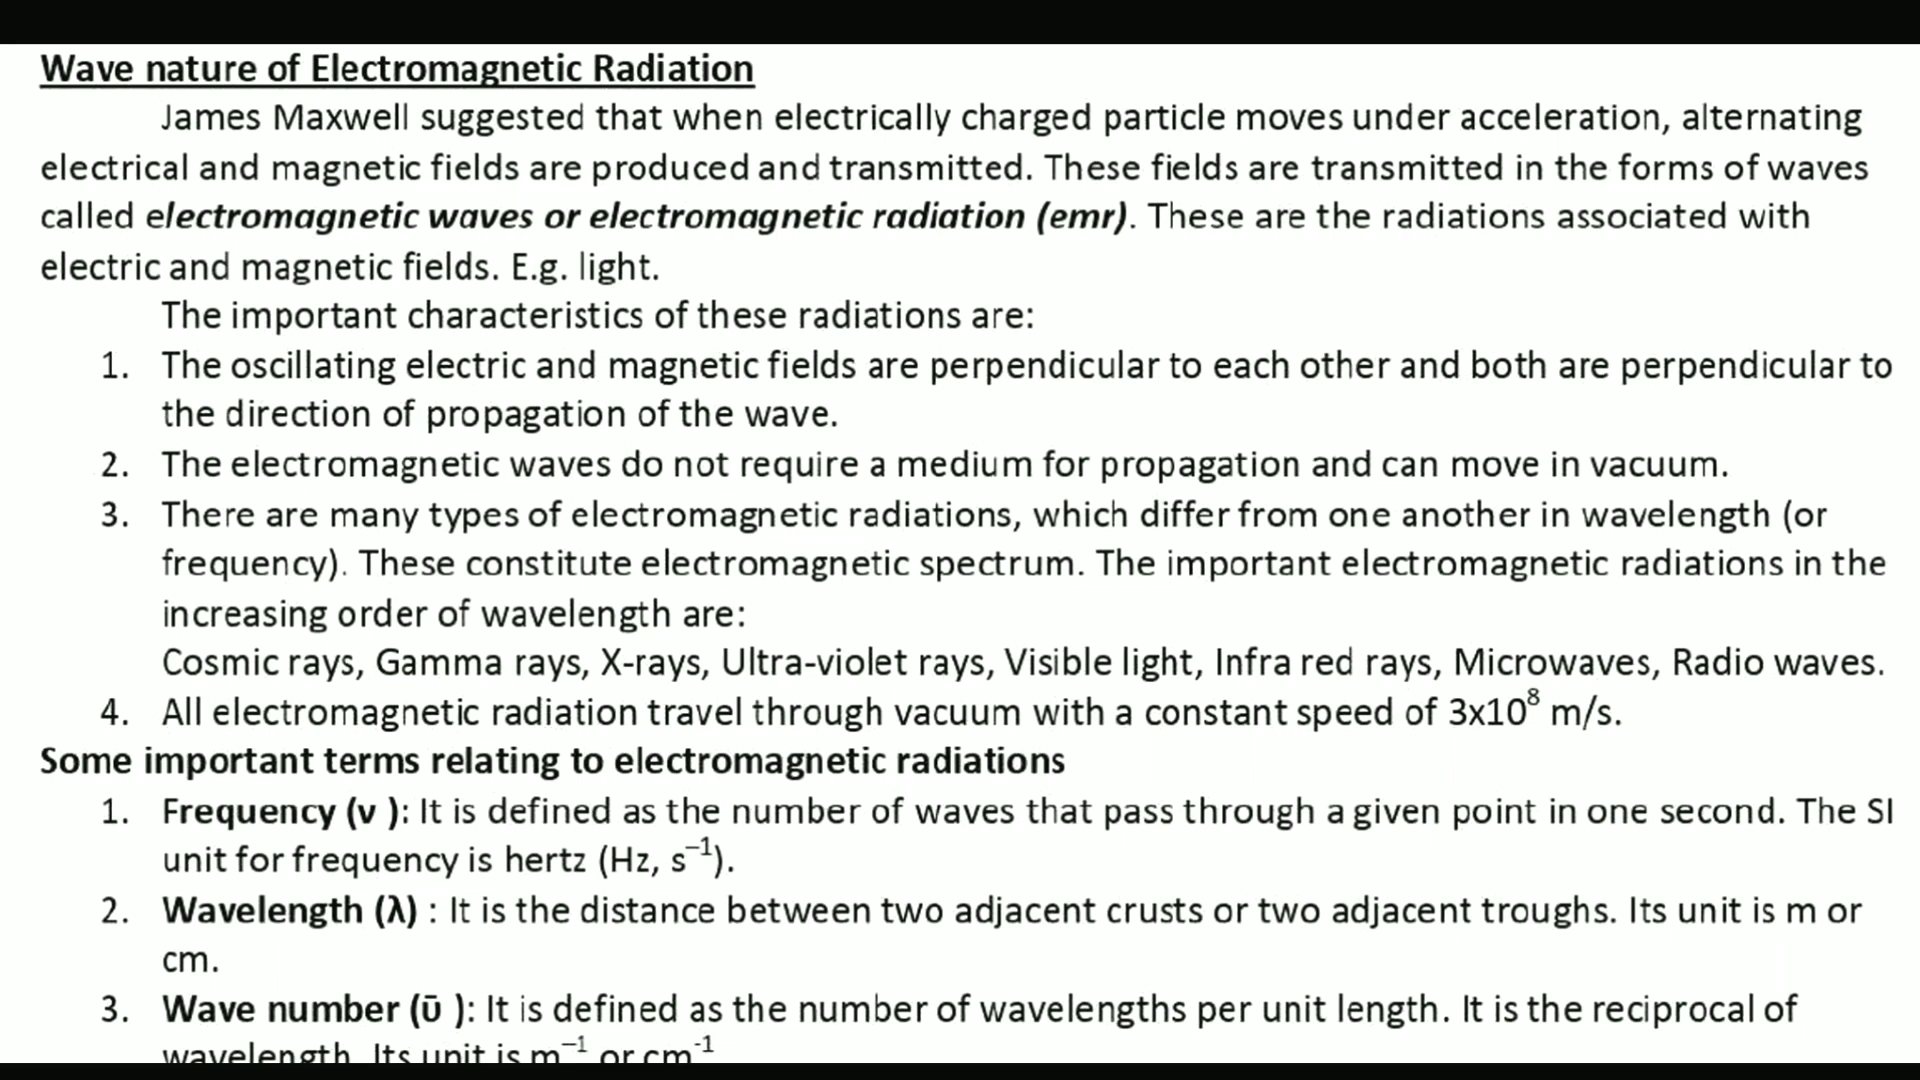 Wave nature of Electromagnetic Radiation
James Maxwell suggested that when electrically charged particle moves under acceleration, alternating
electrical and magnetic fields are produced and transmitted. These fields are transmitted in the forms of waves
called electromagnetic waves or electromagnetic radiation (emr). These are the radiations associated with
electric and magnetic fields. E.g. light.
The important characteristics of these radiations are:
1. The oscillating electric and magnetic fields are perpendicular to each other and both are perpendicular to
the direction of propagation of the wave.
2. The electromagnetic waves do not require a medium for propagation and can move in vacuum.
3. There are many types of electromagnetic radiations, which differ from one another in wavelength (or
frequency). These constitute electromagnetic spectrum. The important electromagnetic radiations in the
increasing order of wavelength are:
Cosmic rays, Gamma rays, X-rays, Ultra-violet rays, Visible light, Infra red rays, Microwaves, Radio waves.
4. All electromagnetic radiation travel through vacuum with a constant speed of 3x10⁸ m/s.
Some important terms relating to electromagnetic radiations
1. Frequency (ν ): It is defined as the number of waves that pass through a given point in one second. The SI
unit for frequency is hertz (Hz, s⁻¹).
2. Wavelength (λ) : It is the distance between two adjacent crusts or two adjacent troughs. Its unit is m or
cm.
3. Wave number (ῡ ): It is defined as the number of wavelengths per unit length. It is the reciprocal of
wavelength. Its unit is m⁻¹ or cm⁻¹